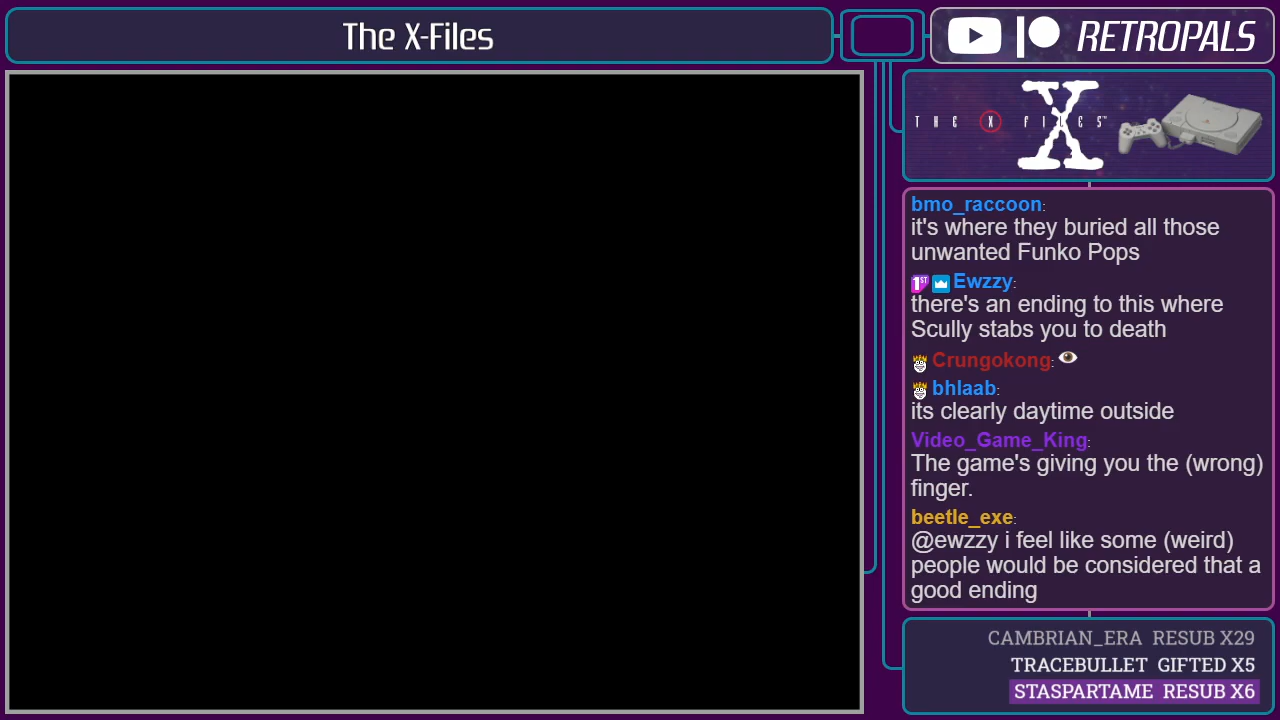 The X-Files
RETROPALS
THE X FILES™
X
bmo_raccoon:
it's where they buried all those
unwanted Funko Pops
1ST Ewzzy:
there's an ending to this where
Scully stabs you to death
Crungokong:
bhlaab:
its clearly daytime outside
Video_Game_King:
The game's giving you the (wrong)
finger.
beetle_exe:
@ewzzy i feel like some (weird)
people would be considered that a
good ending
CAMBRIAN_ERA RESUB X29
TRACEBULLET GIFTED X5
STASPARTAME RESUB X6